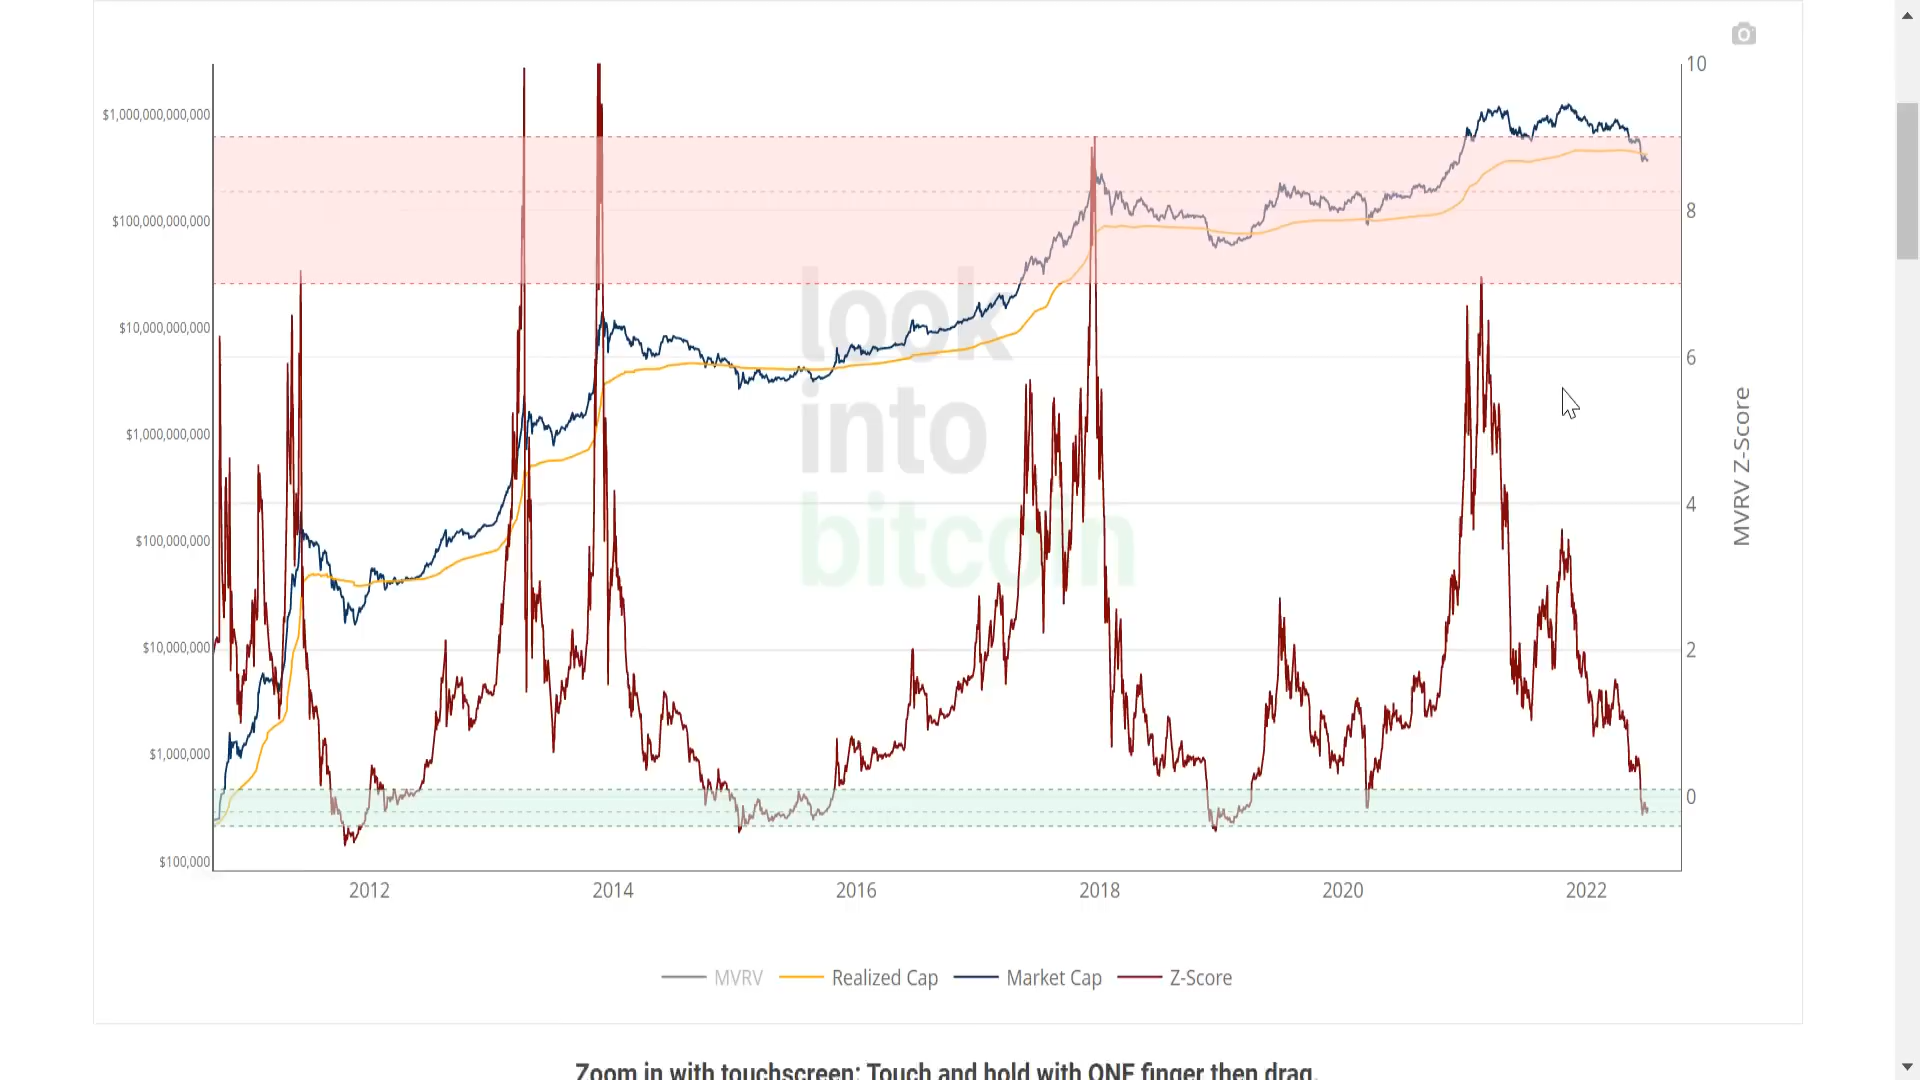 10
$1,000,000,000,000
$100,000,000,000
8
$10,000,000,000
6
look
into
bitcoin
$1,000,000,000
MVRV Z-Score
4
$100,000,000
$10,000,000
2
$1,000,000
0
$100,000
2012 2014 2016 2018 2020 2022
MVRV Realized Cap Market Cap Z-Score
Zoom in with touchscreen: Touch and hold with ONE finger then drag.